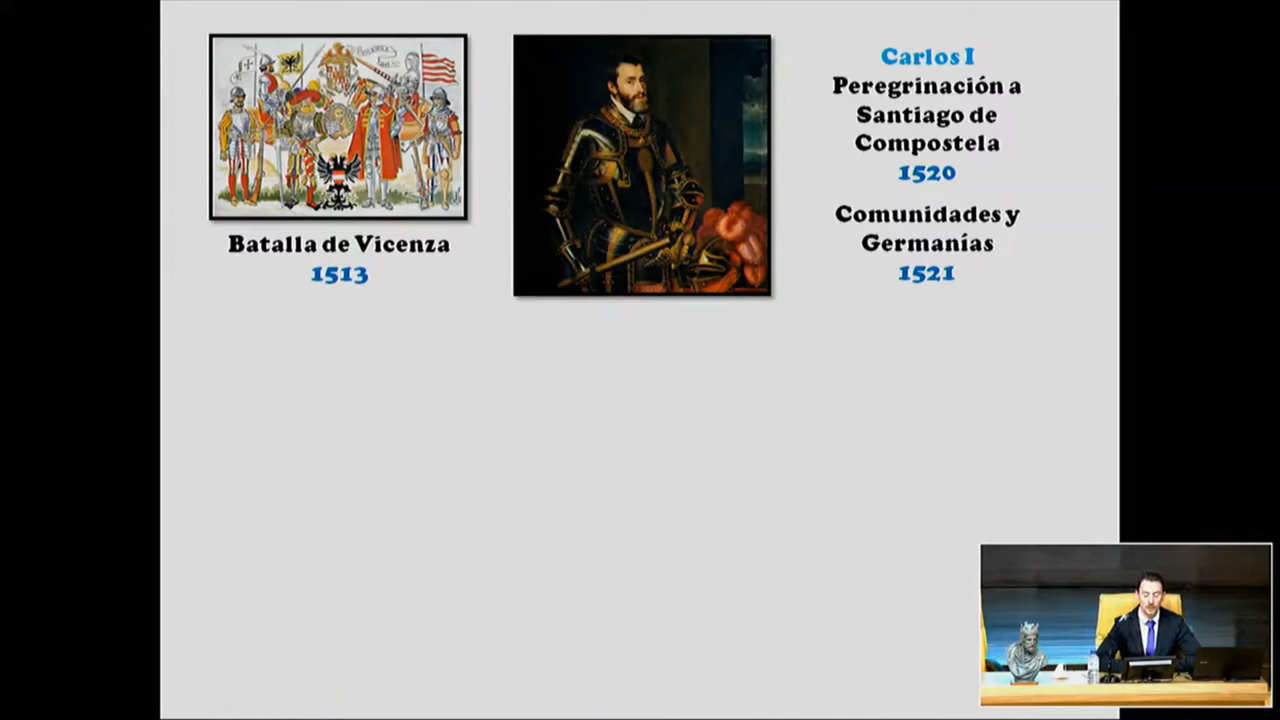 Batalla de Vicenza
1513
Carlos I
Peregrinación a
Santiago de
Compostela
1520
Comunidades y
Germanías
1521